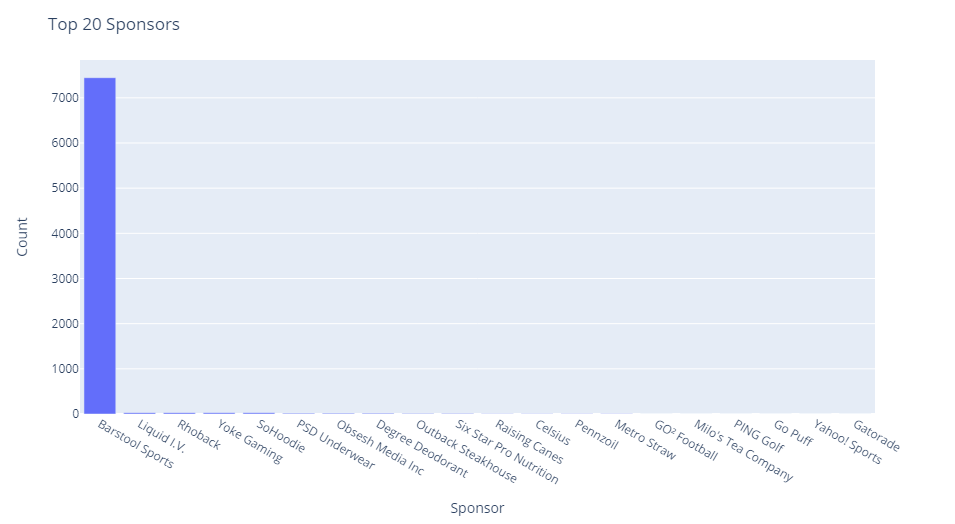 Top 20 Sponsors
Count
7000
6000
5000
4000
3000
2000
1000
0
Barstool Sports
Liquid I.V.
Rhoback
Yoke Gaming
SoHoodie
PSD Underwear
Obsesh Media Inc
Degree Deodorant
Outback Steakhouse
Six Star Pro Nutrition
Raising Canes
Celsius
Pennzoil
Metro Straw
GO² Football
Milo's Tea Company
PING Golf
Go Puff
Yahoo! Sports
Gatorade
Sponsor